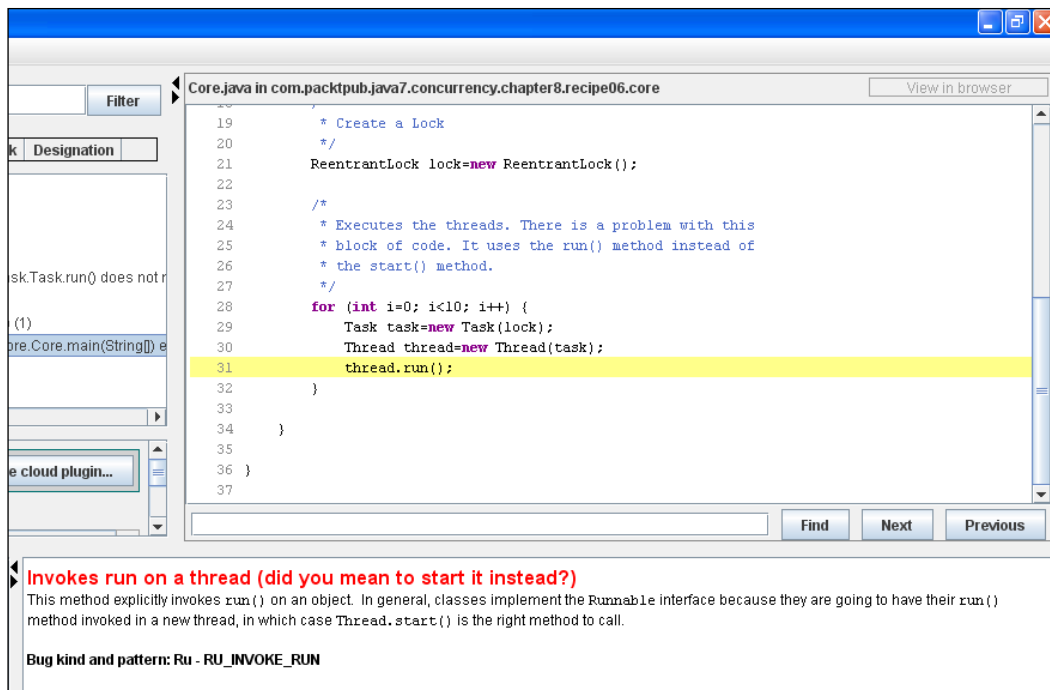 Filter
k Designation
ask.Task.run() does not r
(1)
ore.Core.main(String[]) e
e cloud plugin...
Core.java in com.packtpub.java7.concurrency.chapter8.recipe06.core
View in browser
19 * Create a Lock
20 */
21 ReentrantLock lock=new ReentrantLock();
22
23 /*
24 * Executes the threads. There is a problem with this
25 * block of code. It uses the run() method instead of
26 * the start() method.
27 */
28 for (int i=0; i<10; i++) {
29 Task task=new Task(lock);
30 Thread thread=new Thread(task);
31 thread.run();
32 }
33
34 }
35
36 }
37
Find Next Previous
Invokes run on a thread (did you mean to start it instead?)
This method explicitly invokes run() on an object. In general, classes implement the Runnable interface because they are going to have their run()
method invoked in a new thread, in which case Thread.start() is the right method to call.
Bug kind and pattern: Ru - RU_INVOKE_RUN